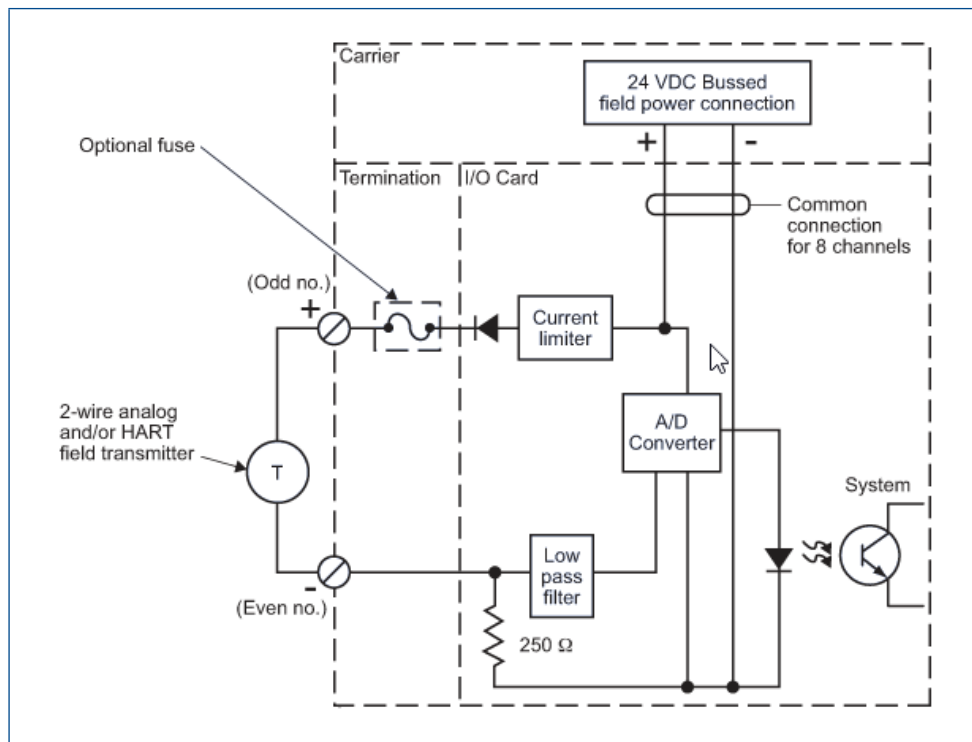 Carrier
24 VDC Bussed
field power connection
+
-
Optional fuse
Termination
I/O Card
Common
connection
for 8 channels
(Odd no.)
+
Current
limiter
2-wire analog
and/or HART
field transmitter
T
A/D
Converter
System
Low
pass
filter
-
(Even no.)
250 Ω